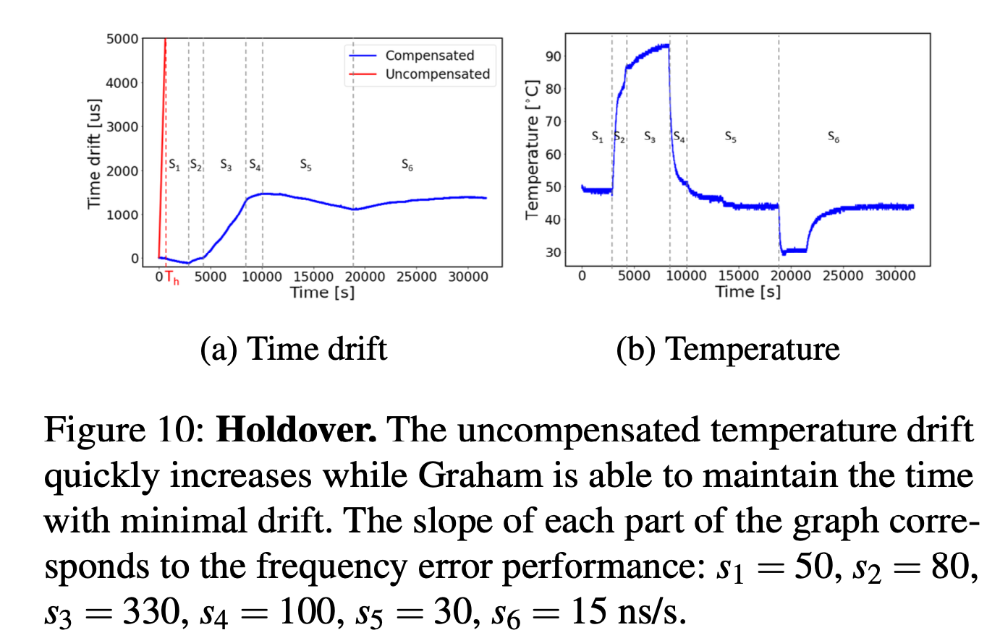 5000
4000
3000
2000
1000
0
Time drift [us]
Compensated
Uncompensated
S1 S2 S3 S4 S5 S6
0 5000 10000 15000 20000 25000 30000
Th
Time [s]
90
80
70
60
50
40
30
Temperature [°C]
S1 S2 S3 S4 S5 S6
0 5000 10000 15000 20000 25000 30000
Time [s]
(a) Time drift
(b) Temperature
Figure 10: Holdover. The uncompensated temperature drift
quickly increases while Graham is able to maintain the time
with minimal drift. The slope of each part of the graph corre-
sponds to the frequency error performance: s1 = 50, s2 = 80,
s3 = 330, s4 = 100, s5 = 30, s6 = 15 ns/s.